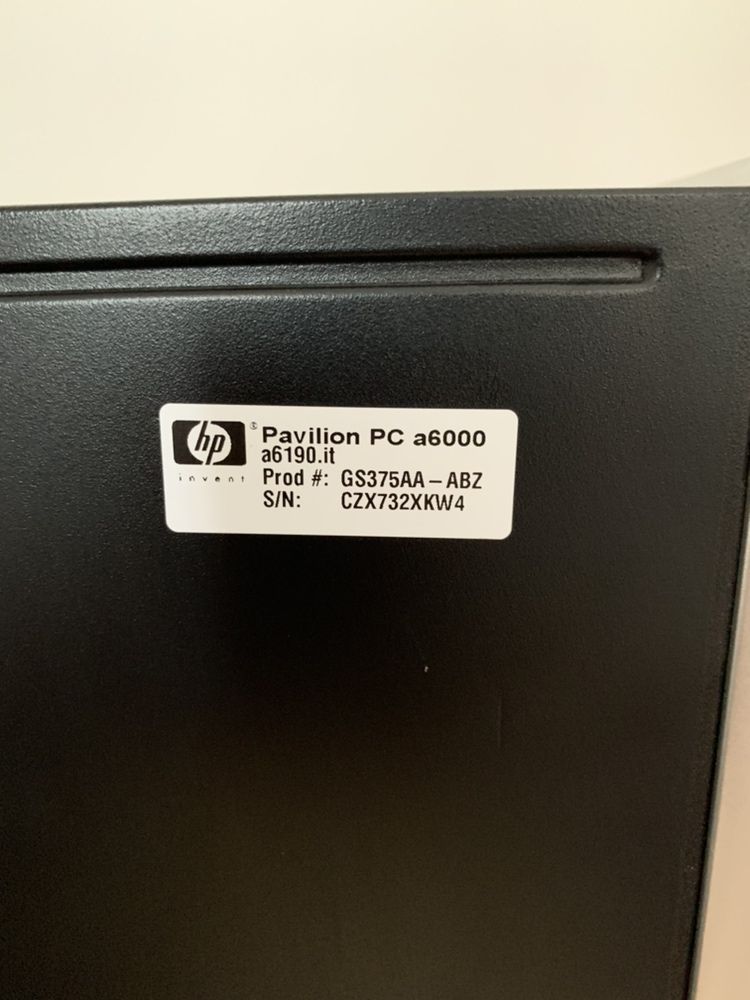 hp® Pavilion PC a6000
a6190.it
invent Prod #: GS375AA-ABZ
S/N: CZX732XKW4